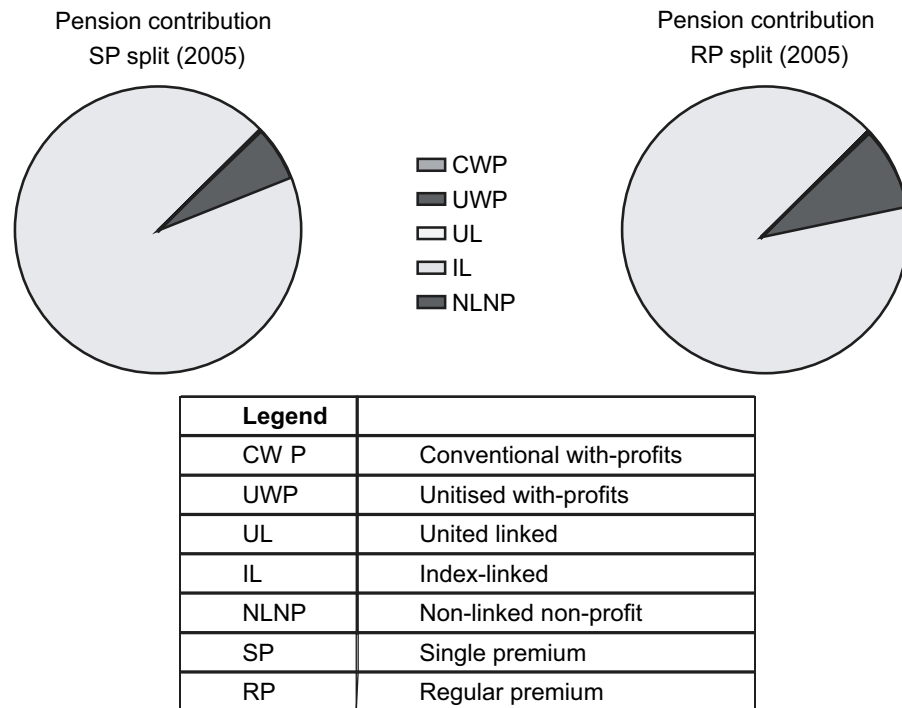 Pension contribution
SP split (2005)
Pension contribution
RP split (2005)
CWP
UWP
UL
IL
NLNP
Legend
CW P Conventional with-profits
UWP Unitised with-profits
UL United linked
IL Index-linked
NLNP Non-linked non-profit
SP Single premium
RP Regular premium